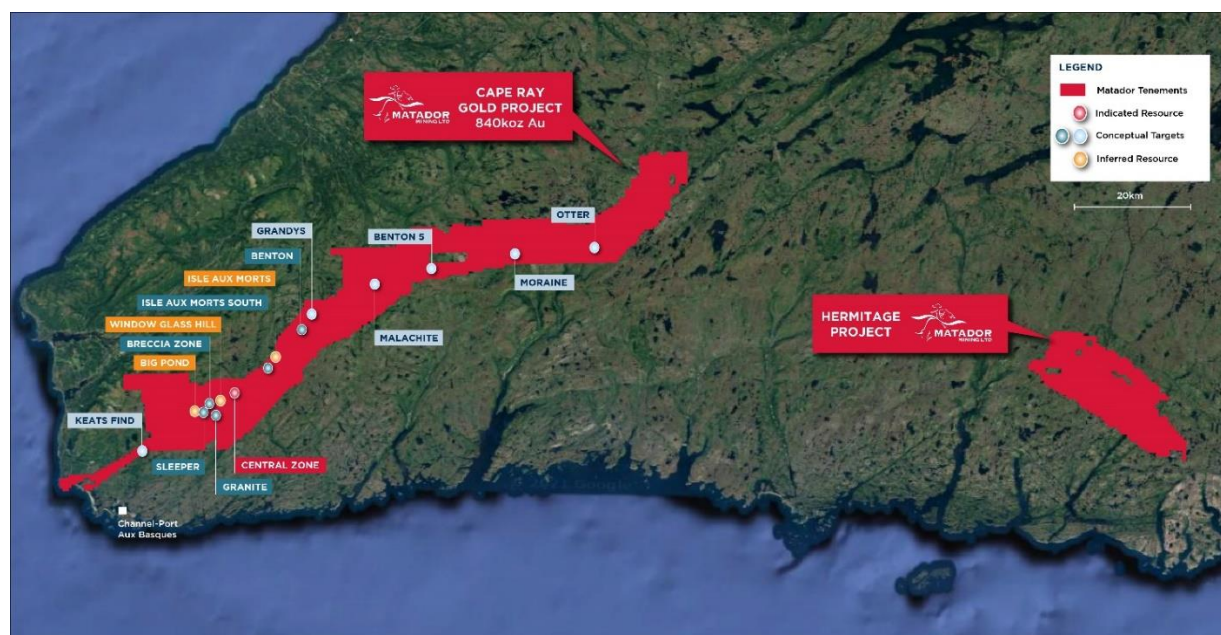 CAPE RAY
GOLD PROJECT
840koz Au
MATADOR
MINING LTD
LEGEND
Matador Tenements
Indicated Resource
Conceptual Targets
Inferred Resource
20km
OTTER
GRANDYS
BENTON 5
BENTON
ISLE AUX MORTS
MORAINE
ISLE AUX MORTS SOUTH
HERMITAGE
PROJECT
MATADOR
MINING LTD
WINDOW GLASS HILL
MALACHITE
BRECCIA ZONE
BIG POND
KEATS FIND
SLEEPER
CENTRAL ZONE
GRANITE
Channel-Port
Aux Basques